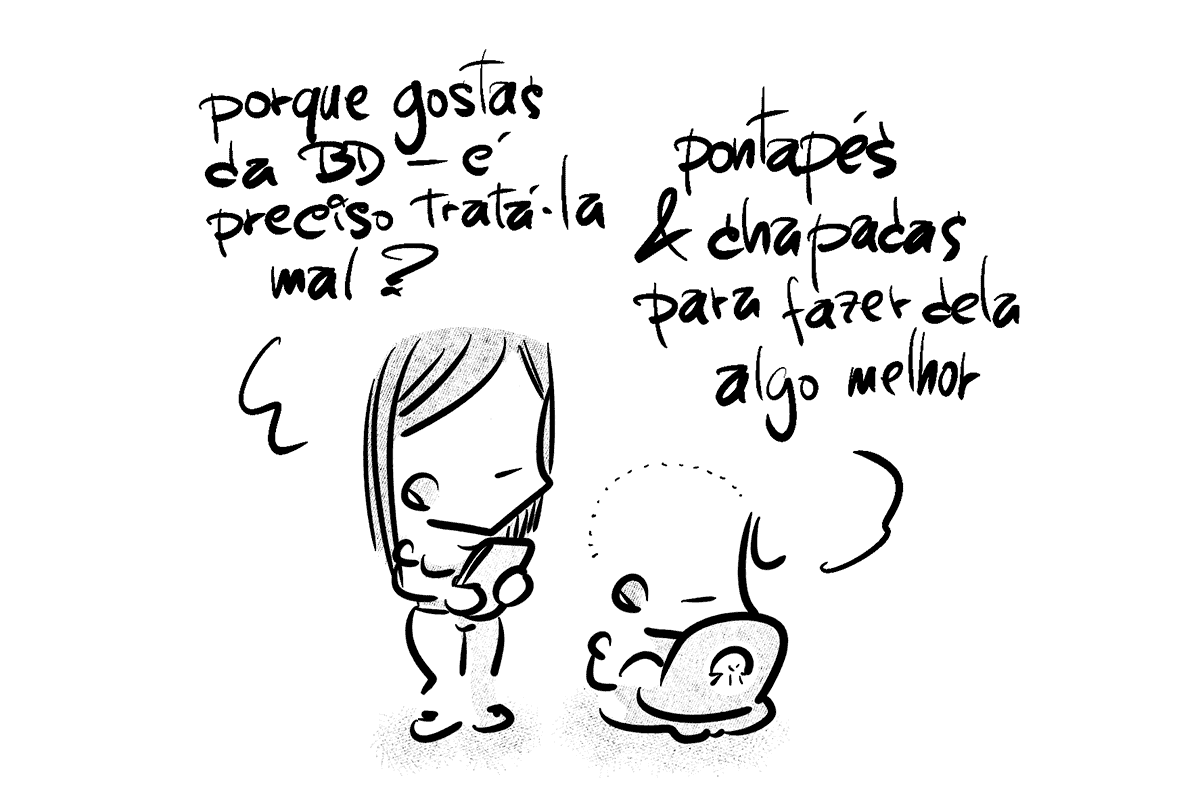 porque gostas
da BD – é
preciso tratá-la
mal?
pontapés
& chapadas
para fazer dela
algo melhor